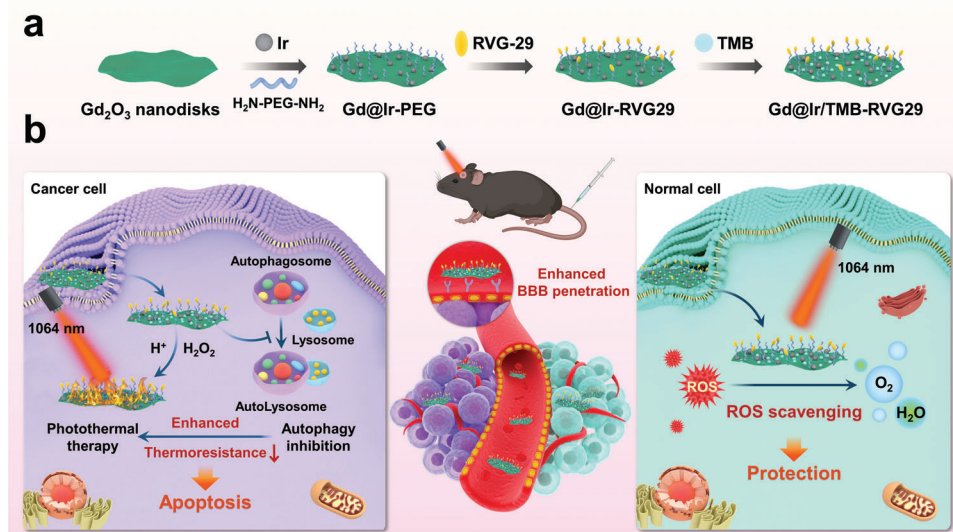 a
Ir
RVG-29
TMB
H₂N-PEG-NH₂
Gd₂O₃ nanodisks
Gd@Ir-PEG
Gd@Ir-RVG29
Gd@Ir/TMB-RVG29
b
Cancer cell
1064 nm
H⁺
H₂O₂
Autophagosome
Lysosome
AutoLysosome
Photothermal
therapy
Enhanced
Thermoresistance
Autophagy
inhibition
Apoptosis
Enhanced
BBB penetration
Normal cell
1064 nm
ROS
ROS scavenging
O₂
H₂O
Protection